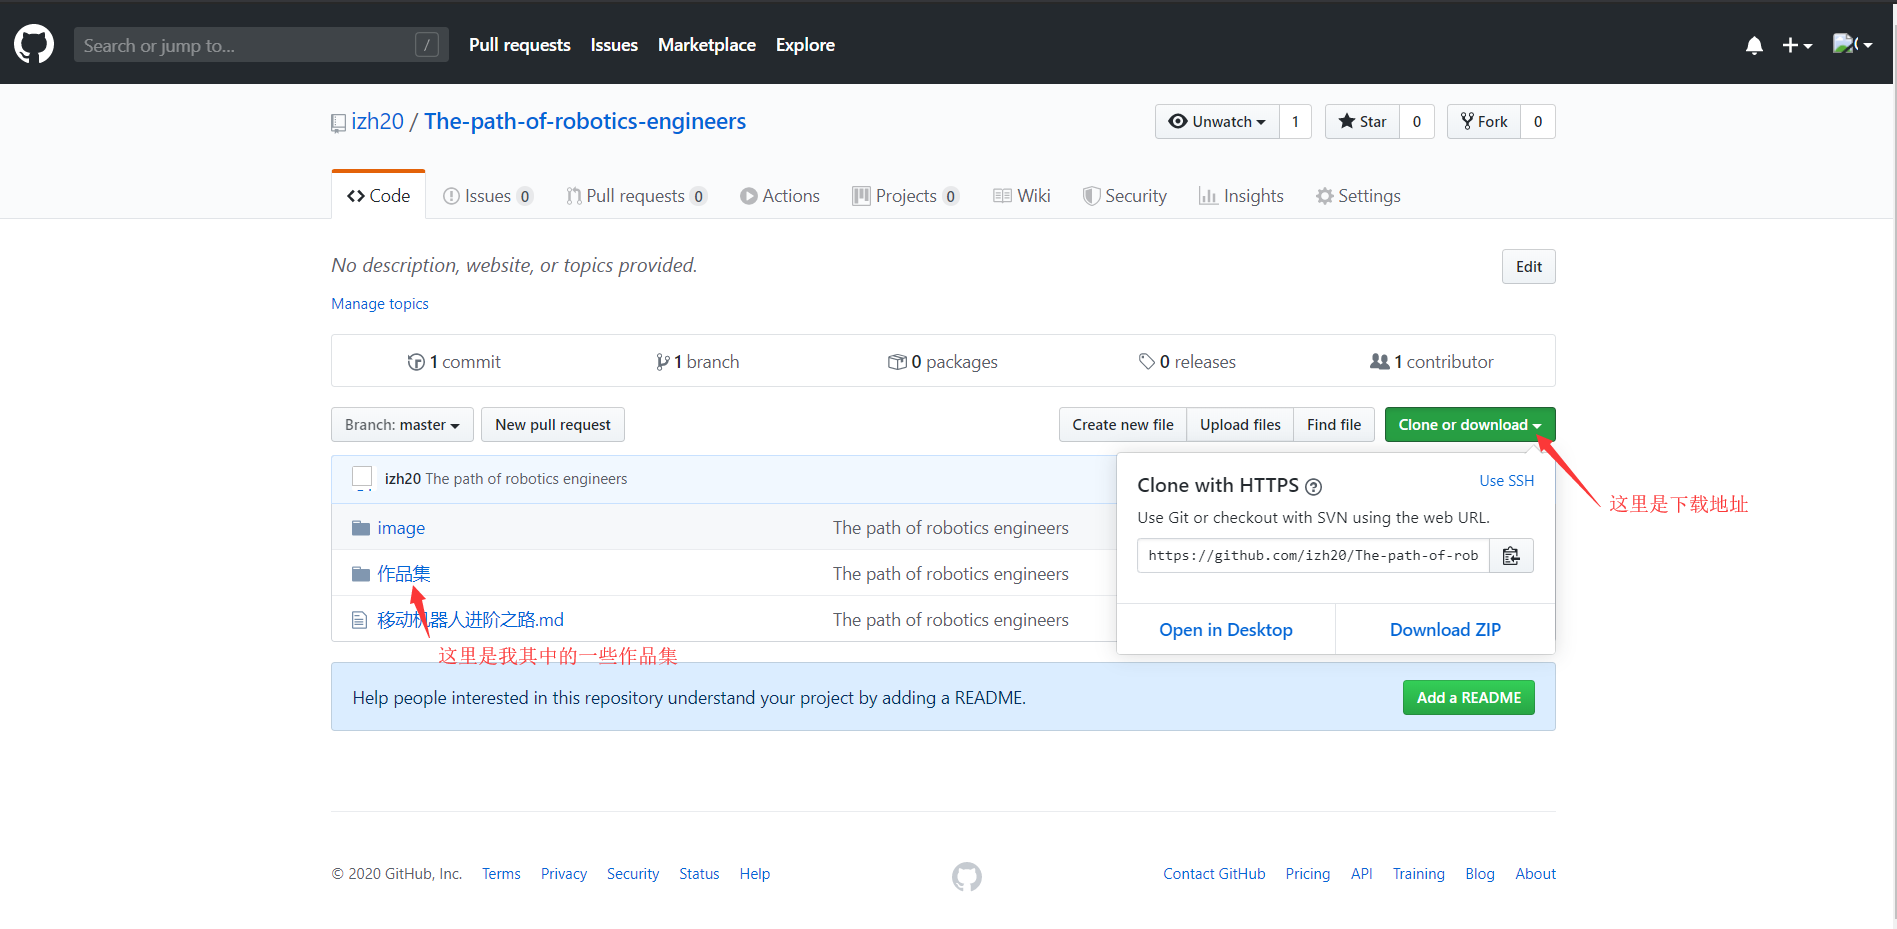 Search or jump to... /
Pull requests Issues Marketplace Explore
izh20 / The-path-of-robotics-engineers
Unwatch 1 Star 0 Fork 0
Code Issues 0 Pull requests 0 Actions Projects 0 Wiki Security Insights Settings
No description, website, or topics provided.
Edit
Manage topics
1 commit 1 branch 0 packages 0 releases 1 contributor
Branch: master New pull request Create new file Upload files Find file Clone or download
izh20 The path of robotics engineers
image The path of robotics engineers
作品集 The path of robotics engineers
移动机器人进阶之路.md The path of robotics engineers
Clone with HTTPS ?
Use SSH
Use Git or checkout with SVN using the web URL.
https://github.com/izh20/The-path-of-rob
Open in Desktop Download ZIP
这里是下载地址
这里是我其中的一些作品集
Help people interested in this repository understand your project by adding a README.
Add a README
© 2020 GitHub, Inc. Terms Privacy Security Status Help
Contact GitHub Pricing API Training Blog About